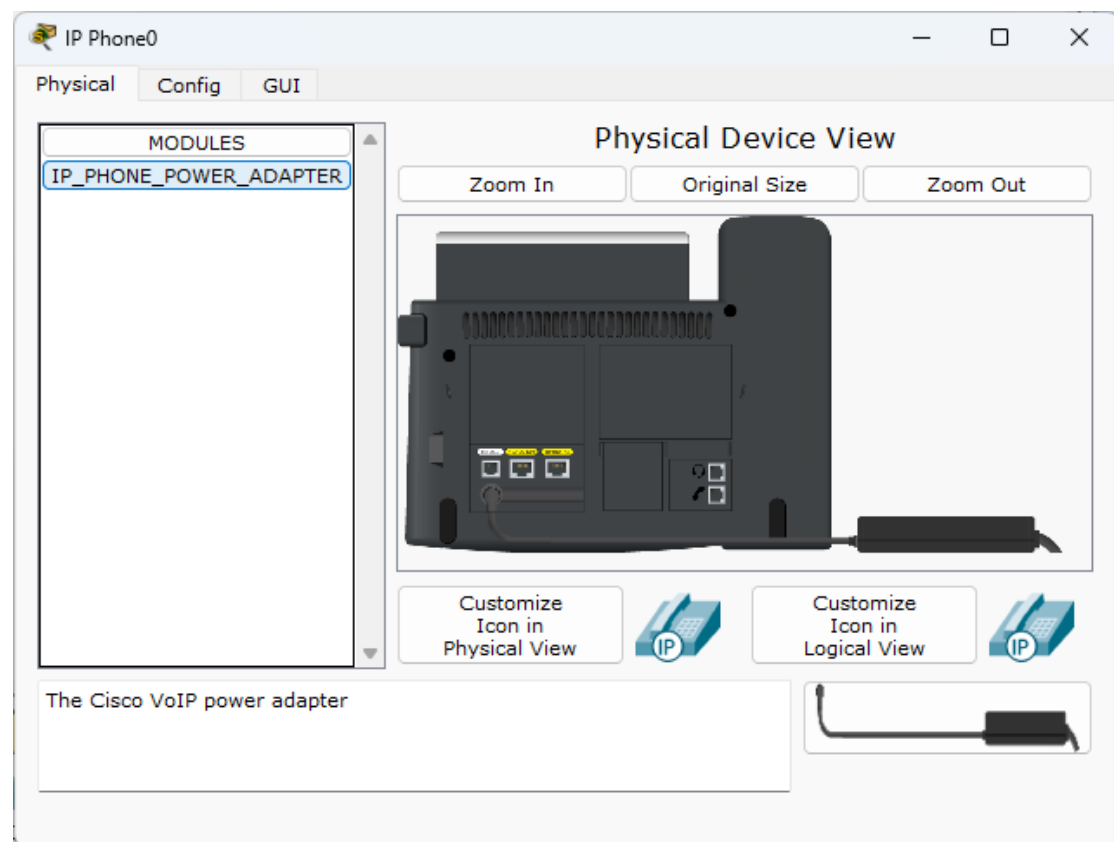 IP Phone0
Physical Config GUI
MODULES
IP_PHONE_POWER_ADAPTER
Physical Device View
Zoom In Original Size Zoom Out
Customize
Icon in
Physical View
IP
Customize
Icon in
Logical View
IP
The Cisco VoIP power adapter